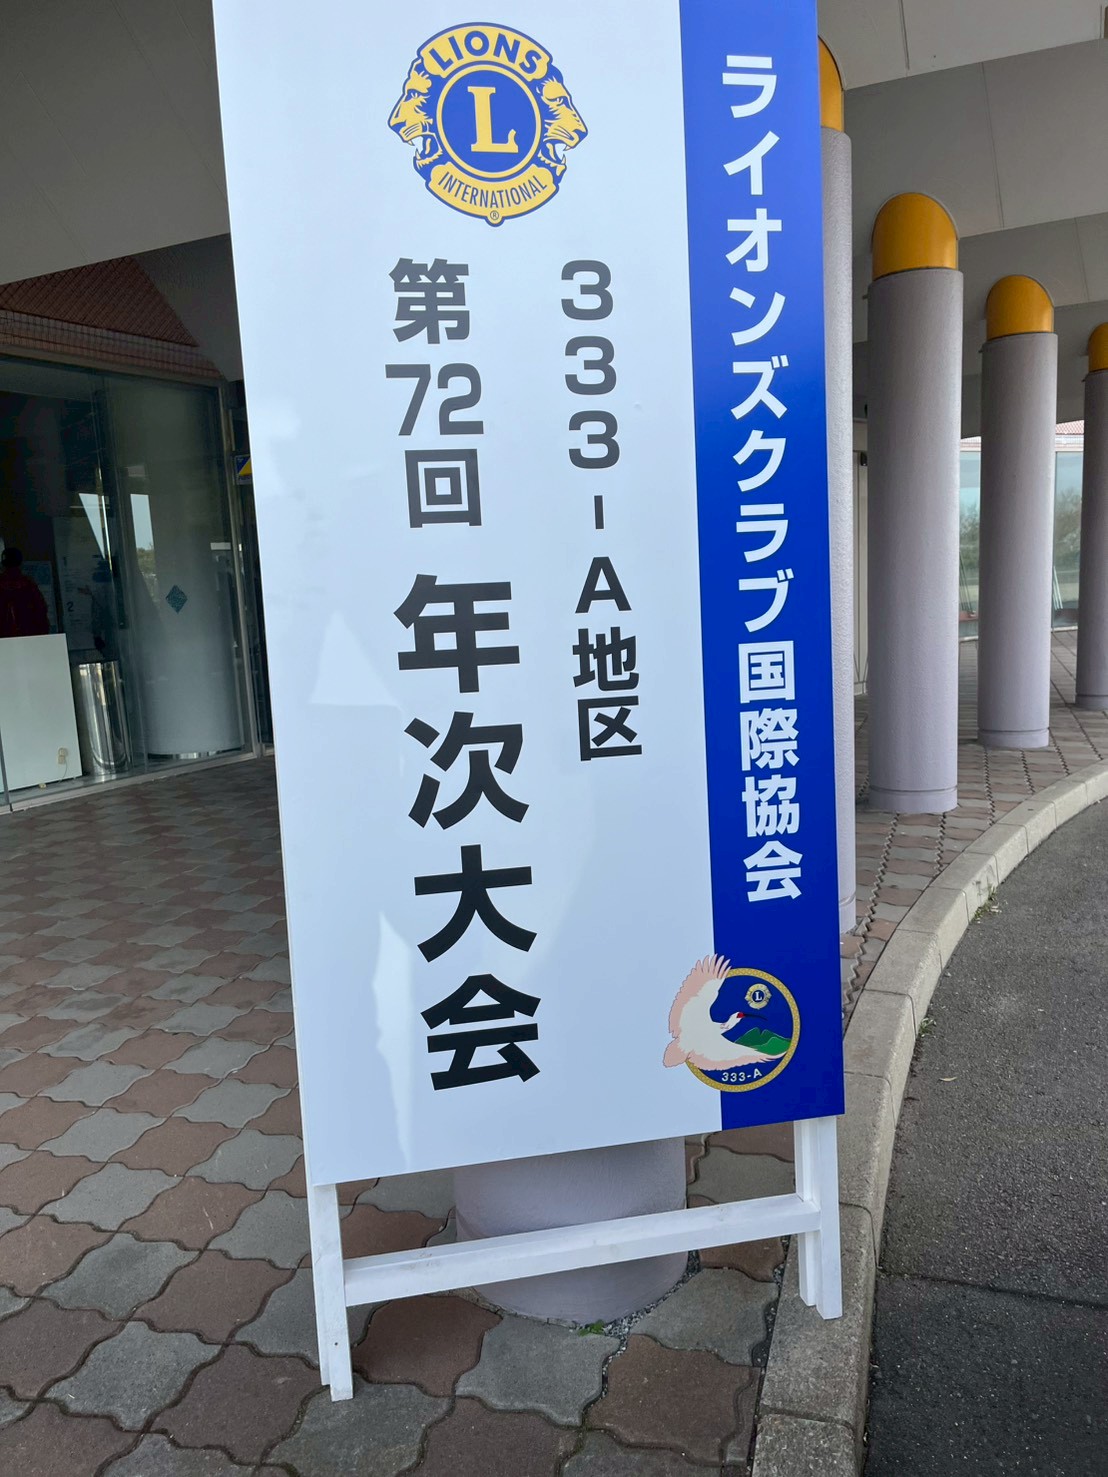 ライオンズクラブ国際協会
333-A地区
第72回 年次大会
LIONS
L
INTERNATIONAL
®
L
333-A